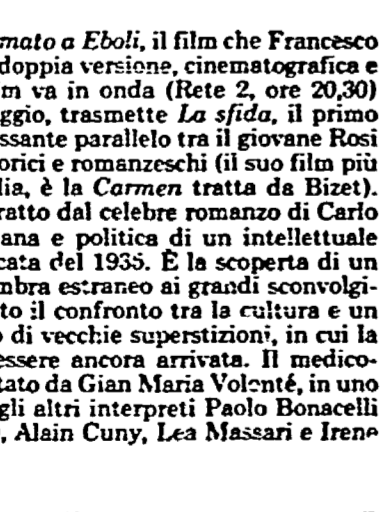 mato a Eboli, il film che Francesco
doppia versione, cinematografica e
m va in onda (Rete 2, ore 20,30)
ggio, trasmette La sfida, il primo
ssante parallelo tra il giovane Rosi
orici e romanzeschi (il suo film più
lia, è la Carmen tratta da Bizet).
ratto dal celebre romanzo di Carlo
ana e politica di un intellettuale
cata del 1935. È la scoperta di un
mbra estraneo ai grandi sconvolgi-
to il confronto tra la cultura e un
o di vecchie superstizioni, in cui la
essere ancora arrivata. Il medico-
tato da Gian Maria Volonté, in uno
gli altri interpreti Paolo Bonacelli
, Alain Cuny, Lea Massari e Irene